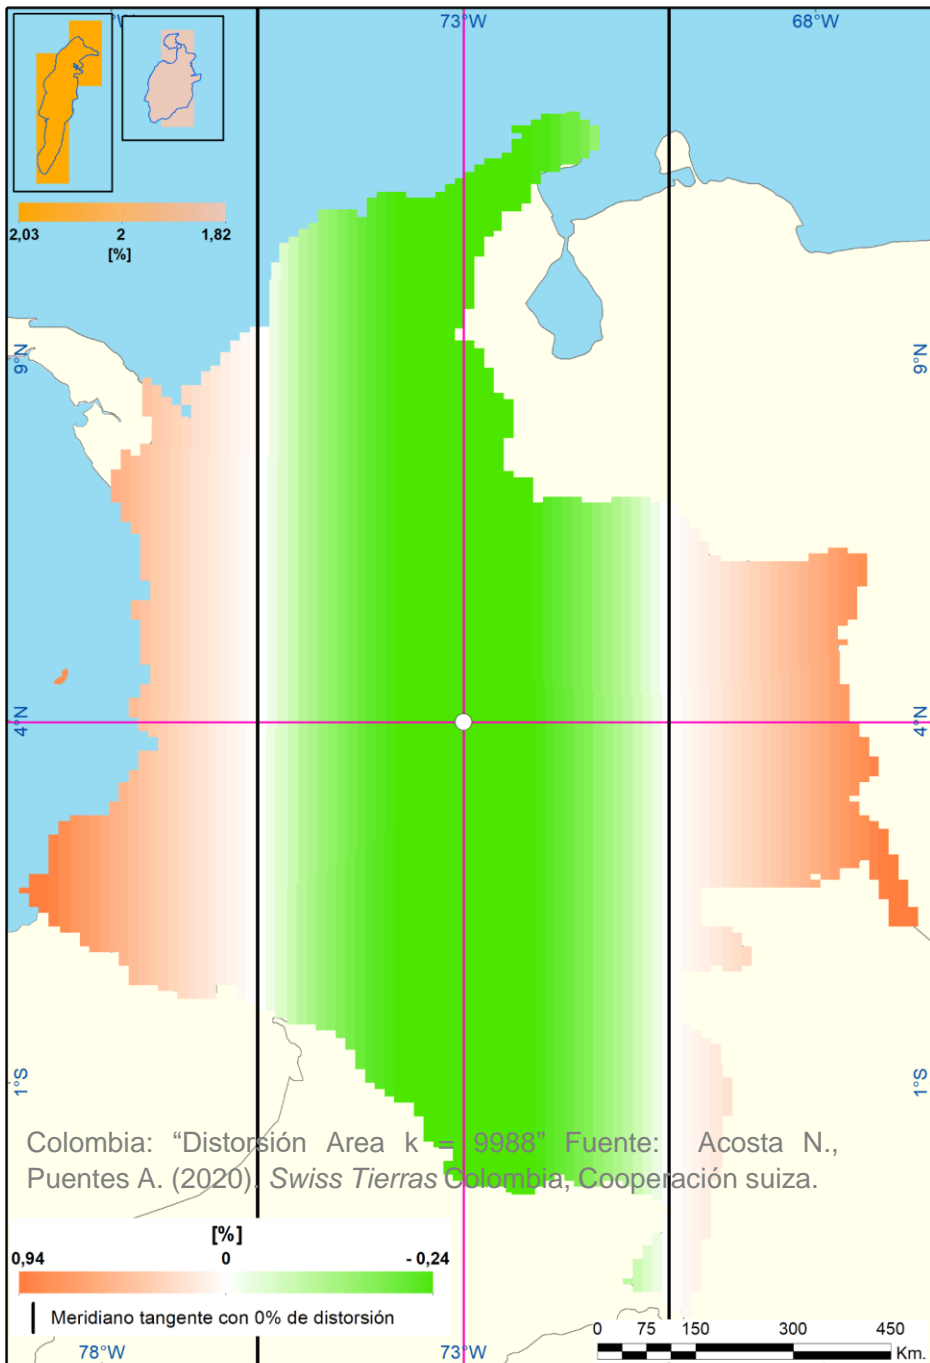 °W
73°W
68°W
2,03
2
1,82
[%]
9°N
9°N
4°N
4°N
1°S
1°S
Colombia: “Distorsión Area k = 9988” Fuente: Acosta N.,
Puentes A. (2020). Swiss Tierras Colombia, Cooperación suiza.
[%]
0,94
0
- 0,24
Meridiano tangente con 0% de distorsión
0
75
150
300
450
Km.
78°W
73°W